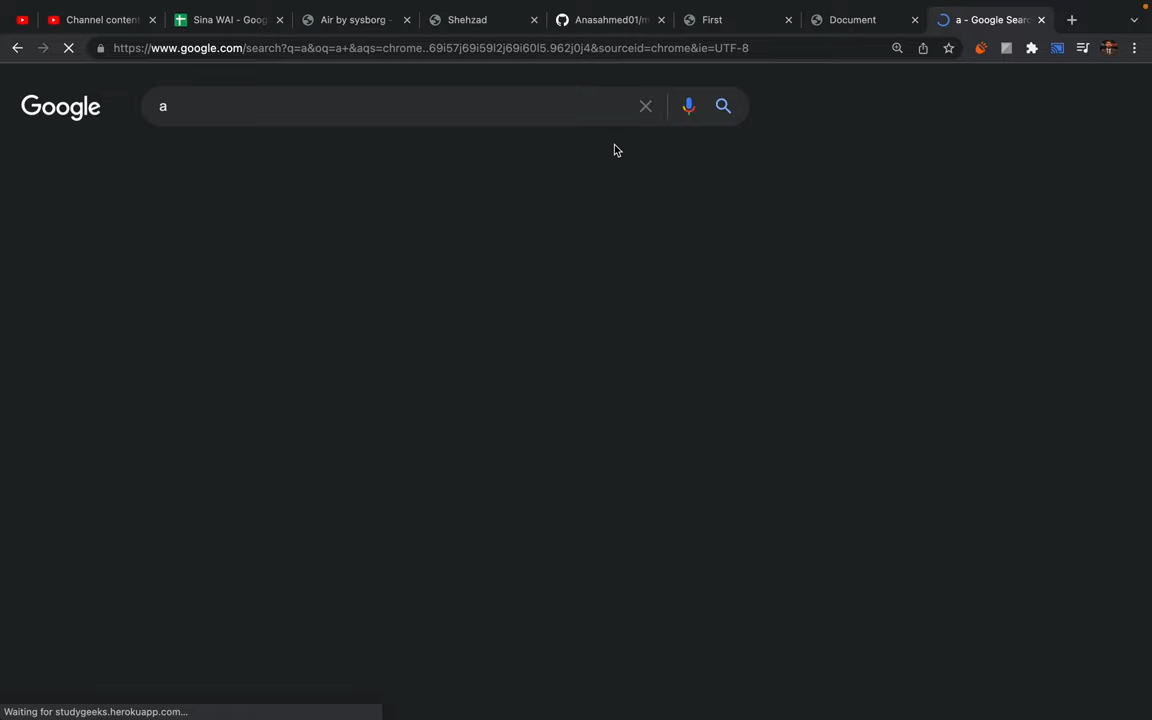 Channel content
Sina WAI - Goog
Air by sysborg -
Shehzad
Anasahmed01/m
First
Document
a - Google Searc
https://www.google.com/search?q=a&oq=a+&aqs=chrome..69i57j69i59l2j69i60l5.962j0j4&sourceid=chrome&ie=UTF-8
Google
a
Waiting for studygeeks.herokuapp.com...